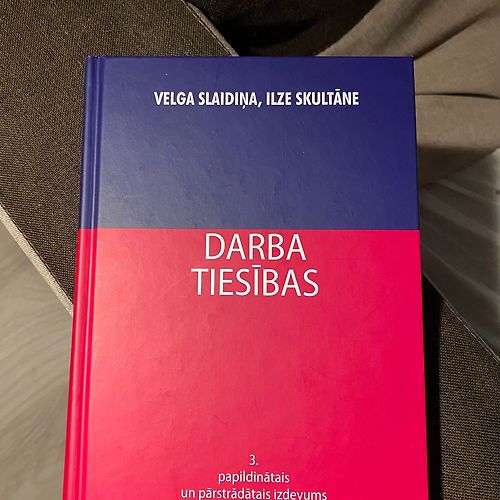 VELGA SLAIDIŅA, ILZE SKULTĀNE
DARBA
TIESĪBAS
3.
papildinātais
un pārstrādātais izdevums